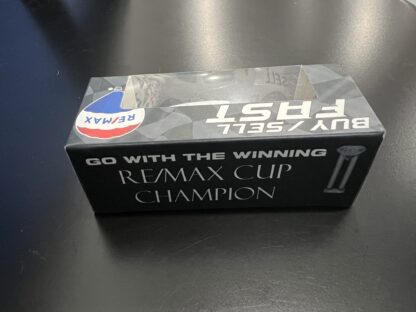 RE/MAX
BUY / SELL
FAST
GO WITH THE WINNING
RE/MAX CUP
CHAMPION